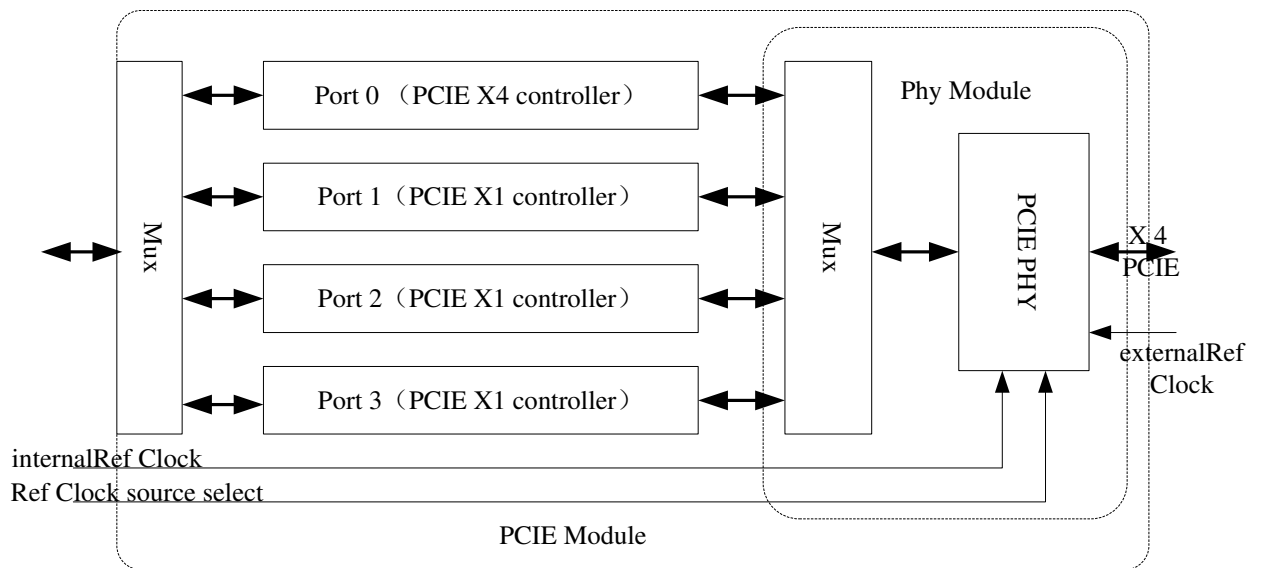 Port 0 （PCIE X4 controller）
Phy Module
Port 1（PCIE X1 controller）
Mux
Mux
PCIE PHY
X 4
PCIE
Port 2（PCIE X1 controller）
externalRef
Clock
Port 3（PCIE X1 controller）
internalRef Clock
Ref Clock source select
PCIE Module